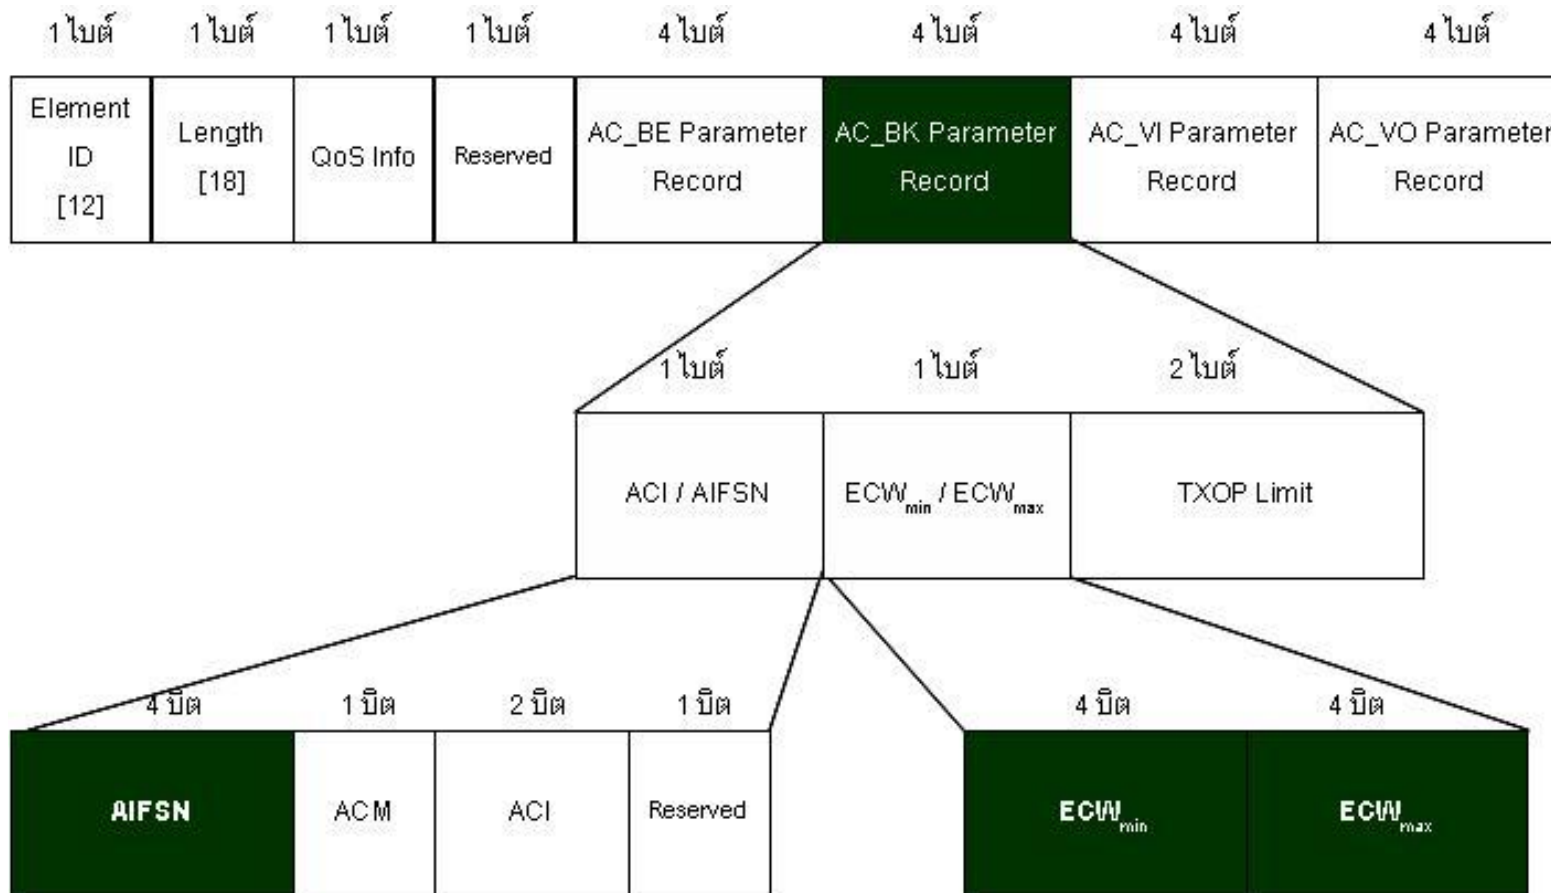 1 ไบต์ 1 ไบต์ 1 ไบต์ 1 ไบต์ 4 ไบต์ 4 ไบต์ 4 ไบต์ 4 ไบต์
Element
ID
[12]
Length
[18]
QoS Info
Reserved
AC_BE Parameter
Record
AC_BK Parameter
Record
AC_VI Parameter
Record
AC_VO Parameter
Record
1 ไบต์ 1 ไบต์ 2 ไบต์
ACI / AIFSN
ECWmin / ECWmax
TXOP Limit
4 บิต 1 บิต 2 บิต 1 บิต 4 บิต 4 บิต
AIFSN
ACM
ACI
Reserved
ECWmin
ECWmax